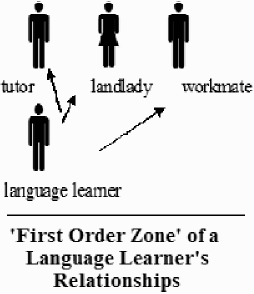 tutor landlady workmate
language learner
'First Order Zone' of a
Language Learner's
Relationships